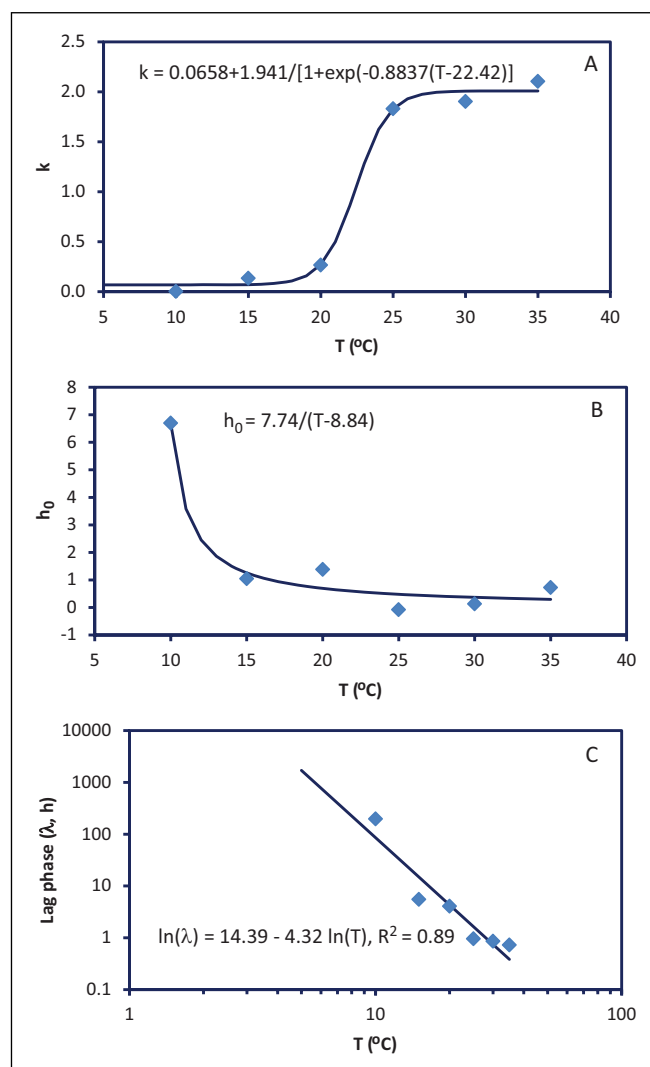 A
k = 0.0658+1.941/[1+exp(-0.8837(T-22.42)]
2.5
2.0
1.5
1.0
0.5
0.0
k
5 10 15 20 25 30 35 40
T (ºC)
B
h₀ = 7.74/(T-8.84)
8
7
6
5
4
3
2
1
0
-1
h₀
5 10 15 20 25 30 35 40
T (ºC)
C
10000
1000
100
10
1
0.1
Lag phase (λ, h)
ln(λ) = 14.39 - 4.32 ln(T), R² = 0.89
1 10 100
T (ºC)